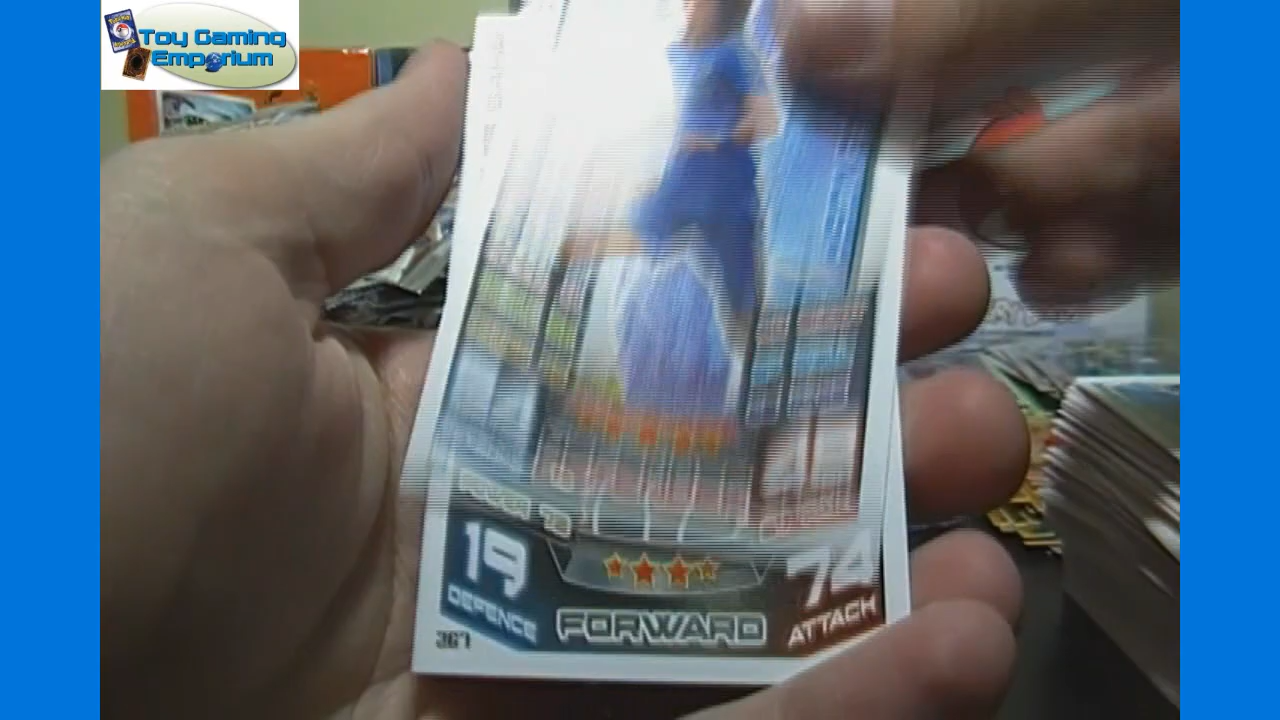 Toy Gaming
Emporium
19
DEFENCE
FORWARD
74
ATTACK
367